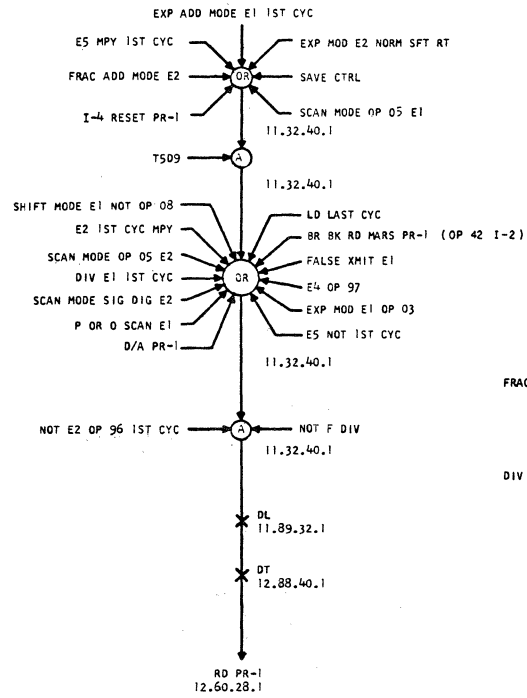 EXP ADD MODE E1 1ST CYC
E5 MPY 1ST CYC
EXP MOD E2 NORM SFT RT
FRAC ADD MODE E2
OR
SAVE CTRL
I-4 RESET PR-1
SCAN MODE OP 05 E1
11.32.40.1
T5D9
A
11.32.40.1
SHIFT MODE E1 NOT OP 08
LD LAST CYC
E2 1ST CYC MPY
BR BK RD MARS PR-1 (OP 42 I-2)
SCAN MODE OP 05 E2
FALSE XMIT E1
DIV E1 1ST CYC
OR
E4 OP 97
SCAN MODE SIG DIG E2
EXP MOD E1 OP 03
P OR O SCAN E1
E5 NOT 1ST CYC
D/A PR-1
11.32.40.1
FRAC
NOT E2 OP 96 1ST CYC
A
NOT F DIV
11.32.40.1
DIV
DL
11.89.32.1
DT
12.88.40.1
RD PR-1
12.60.28.1